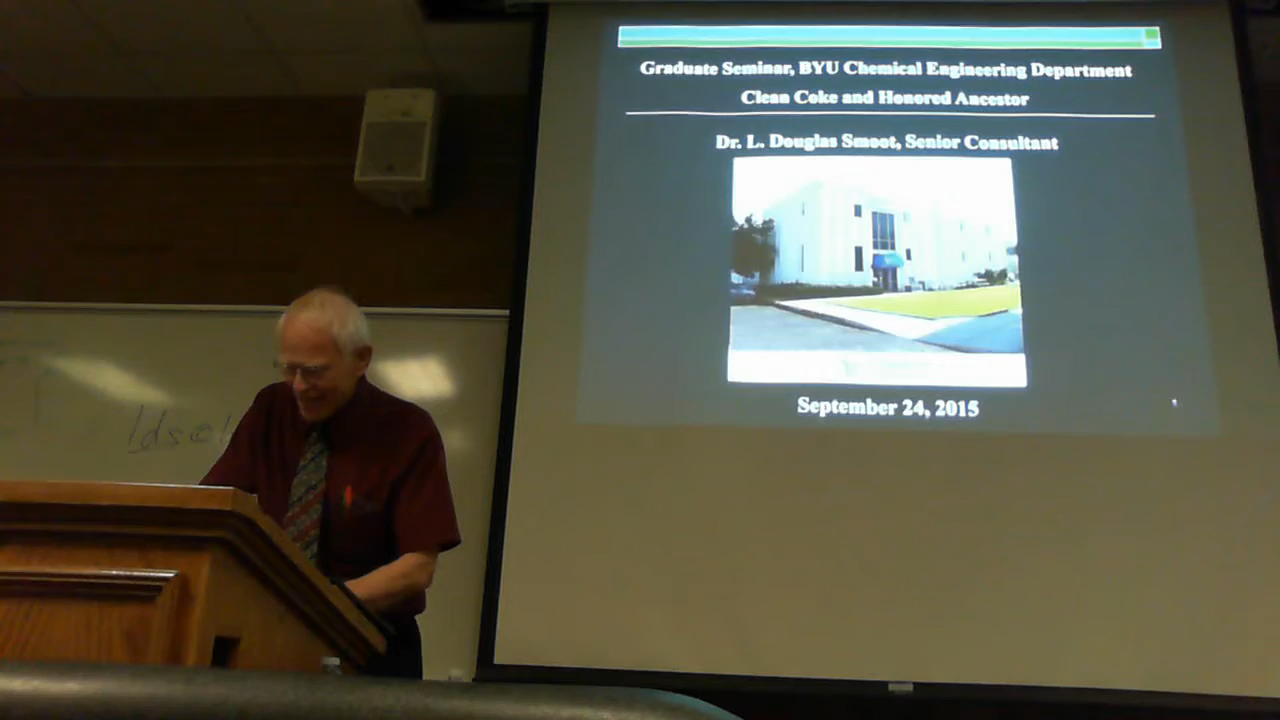 Graduate Seminar, BYU Chemical Engineering Department
Clean Coke and Honored Ancestor
Dr. L. Douglas Smoot, Senior Consultant
September 24, 2015